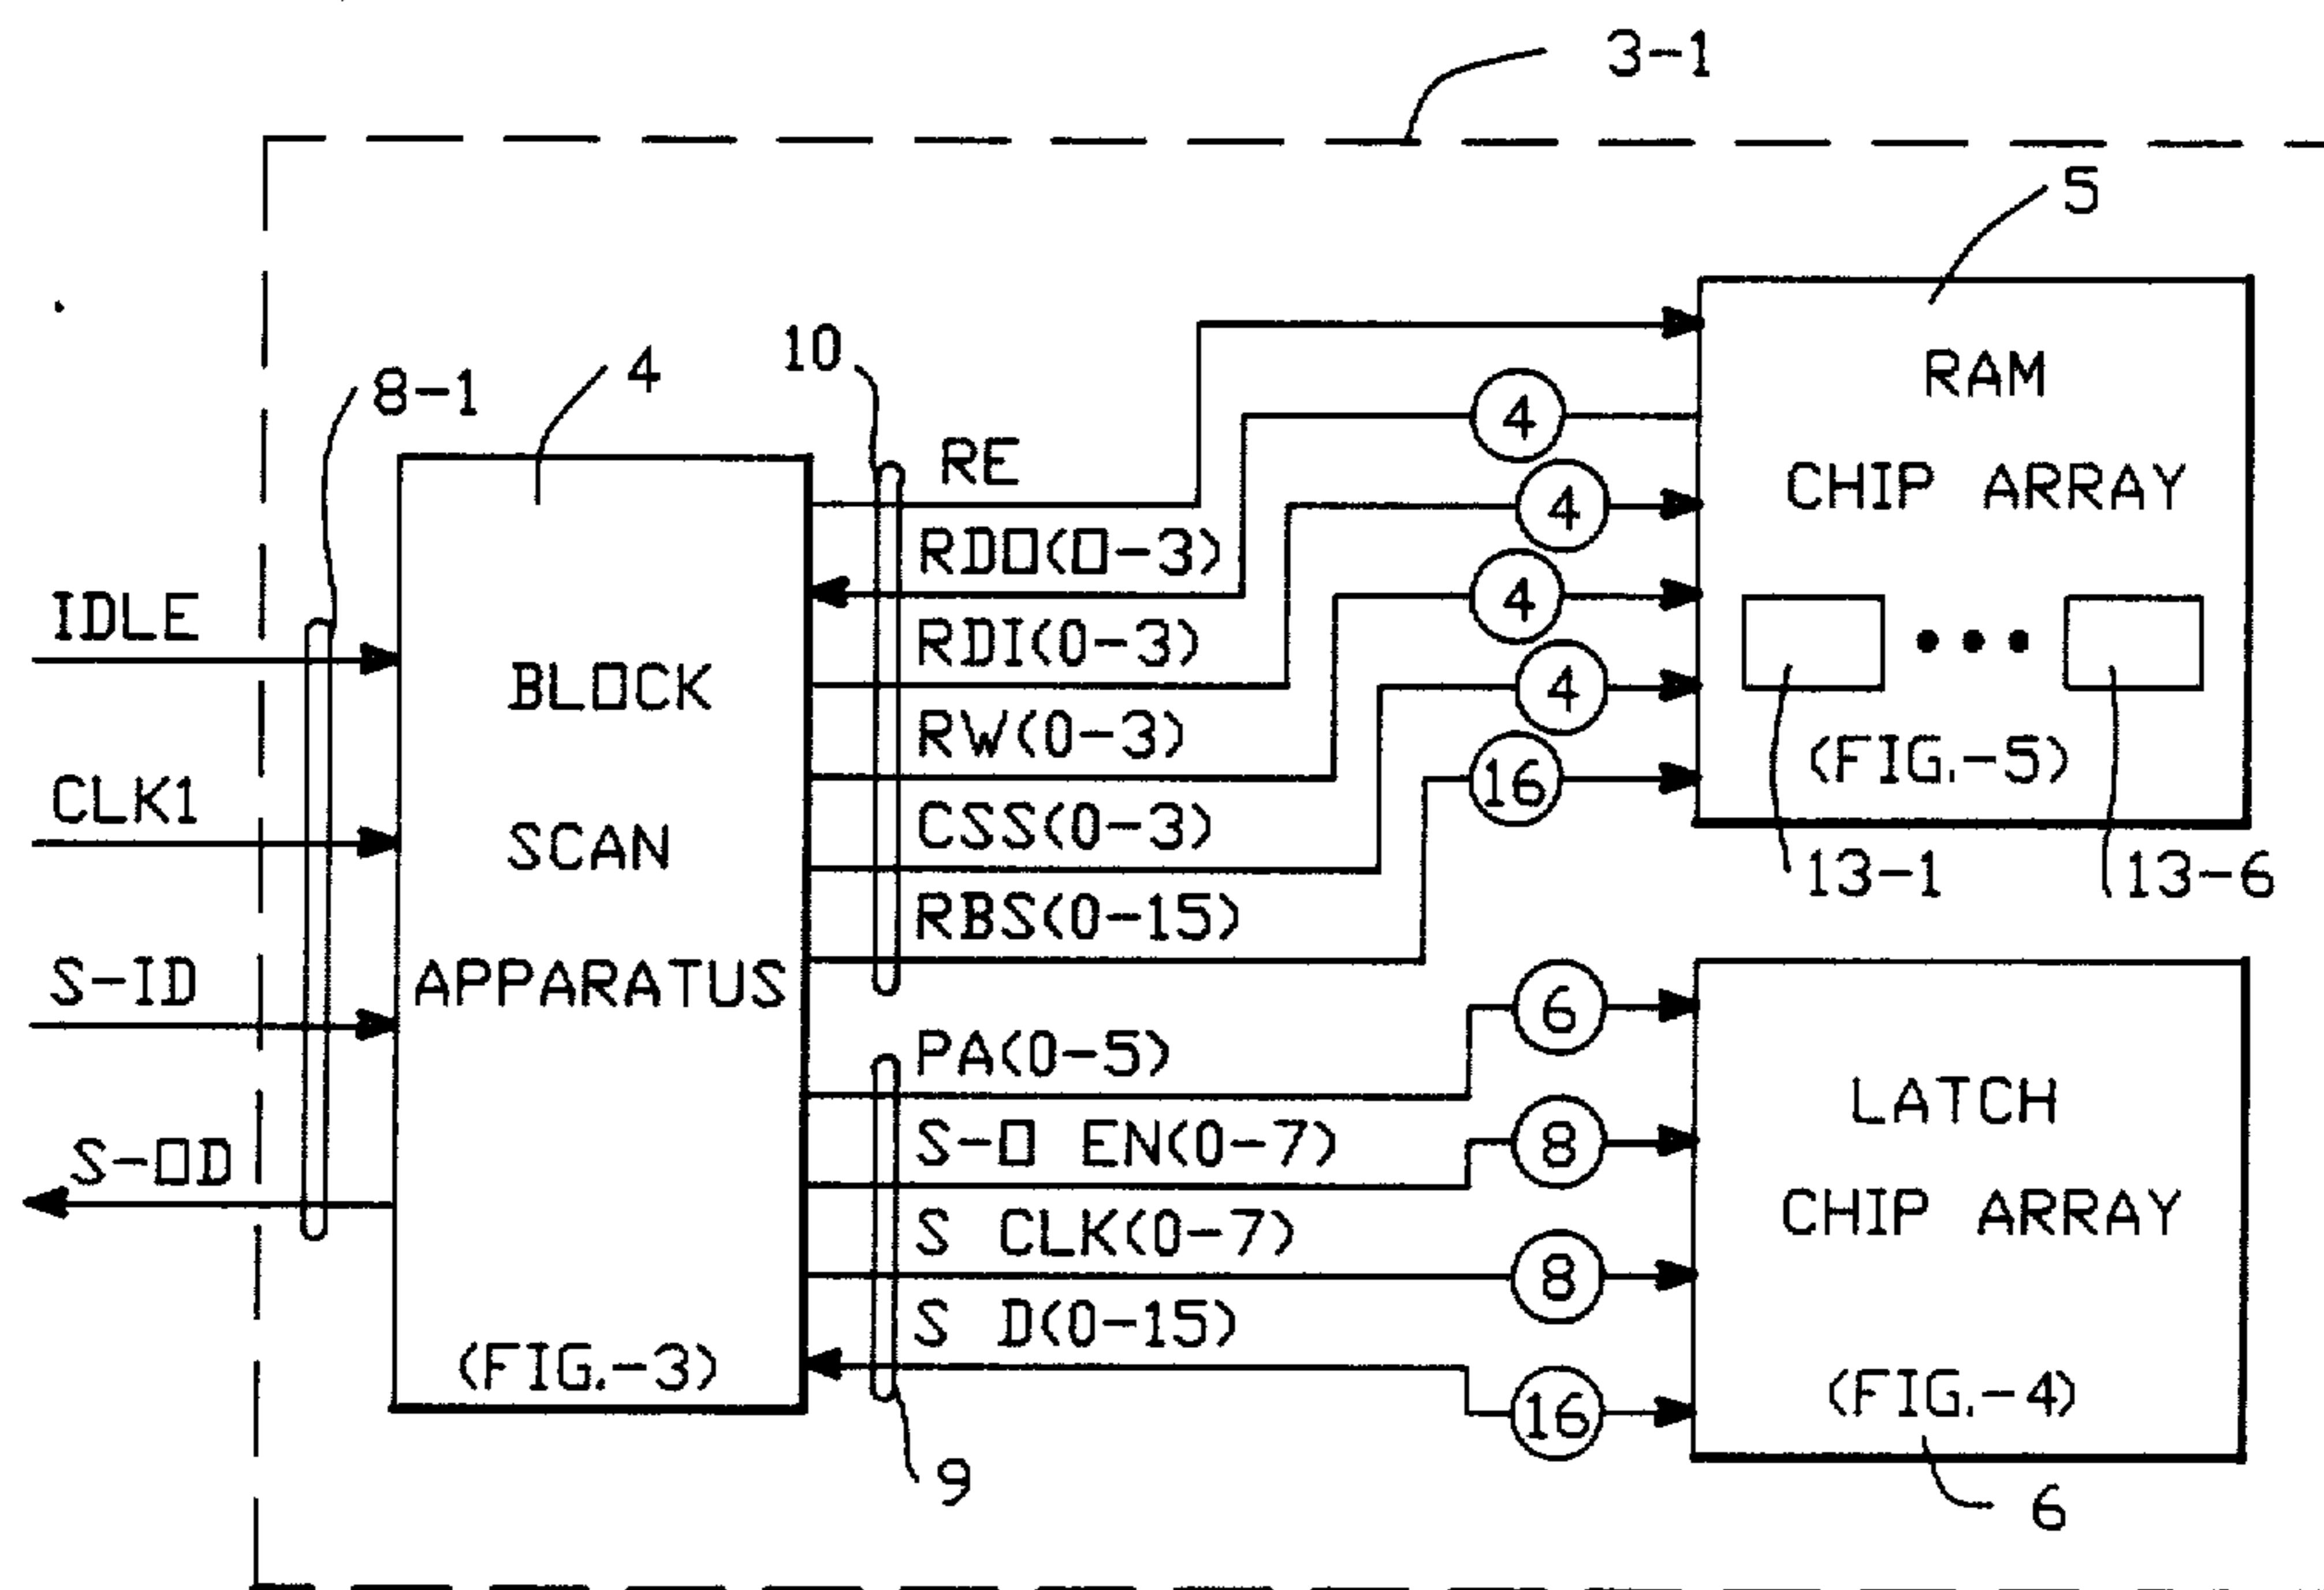 3-1
5
10
4
8-1
RE
RAM
4
CHIP ARRAY
4
RDO(0-3)
IDLE
4
RDI(0-3)
BLOCK
4
RW(0-3)
(FIG.-5)
16
CLK1
SCAN
CSS(0-3)
13-1
13-6
RBS(0-15)
S-ID
APPARATUS
6
PA(0-5)
LATCH
S-O EN(0-7)
8
S-OD
CHIP ARRAY
S CLK(0-7)
8
S D(0-15)
(FIG.-3)
(FIG.-4)
16
9
6